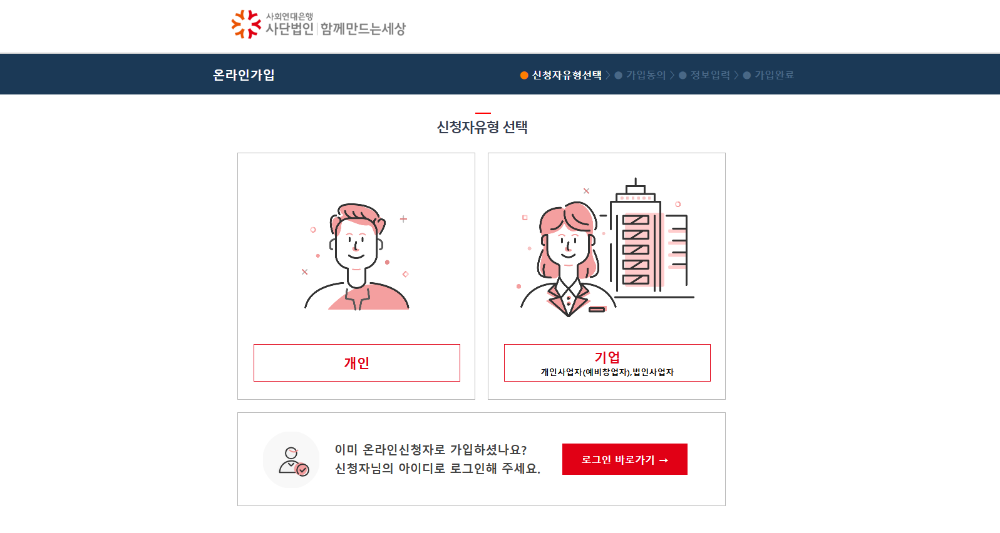 사회연대은행
사단법인 | 함께만드는세상
온라인가입
● 신청자유형선택 > ● 가입동의 > ● 정보입력 > ● 가입완료
신청자유형 선택
개인
기업
개인사업자(예비창업자),법인사업자
이미 온라인신청자로 가입하셨나요?
신청자님의 아이디로 로그인해 주세요.
로그인 바로가기 →